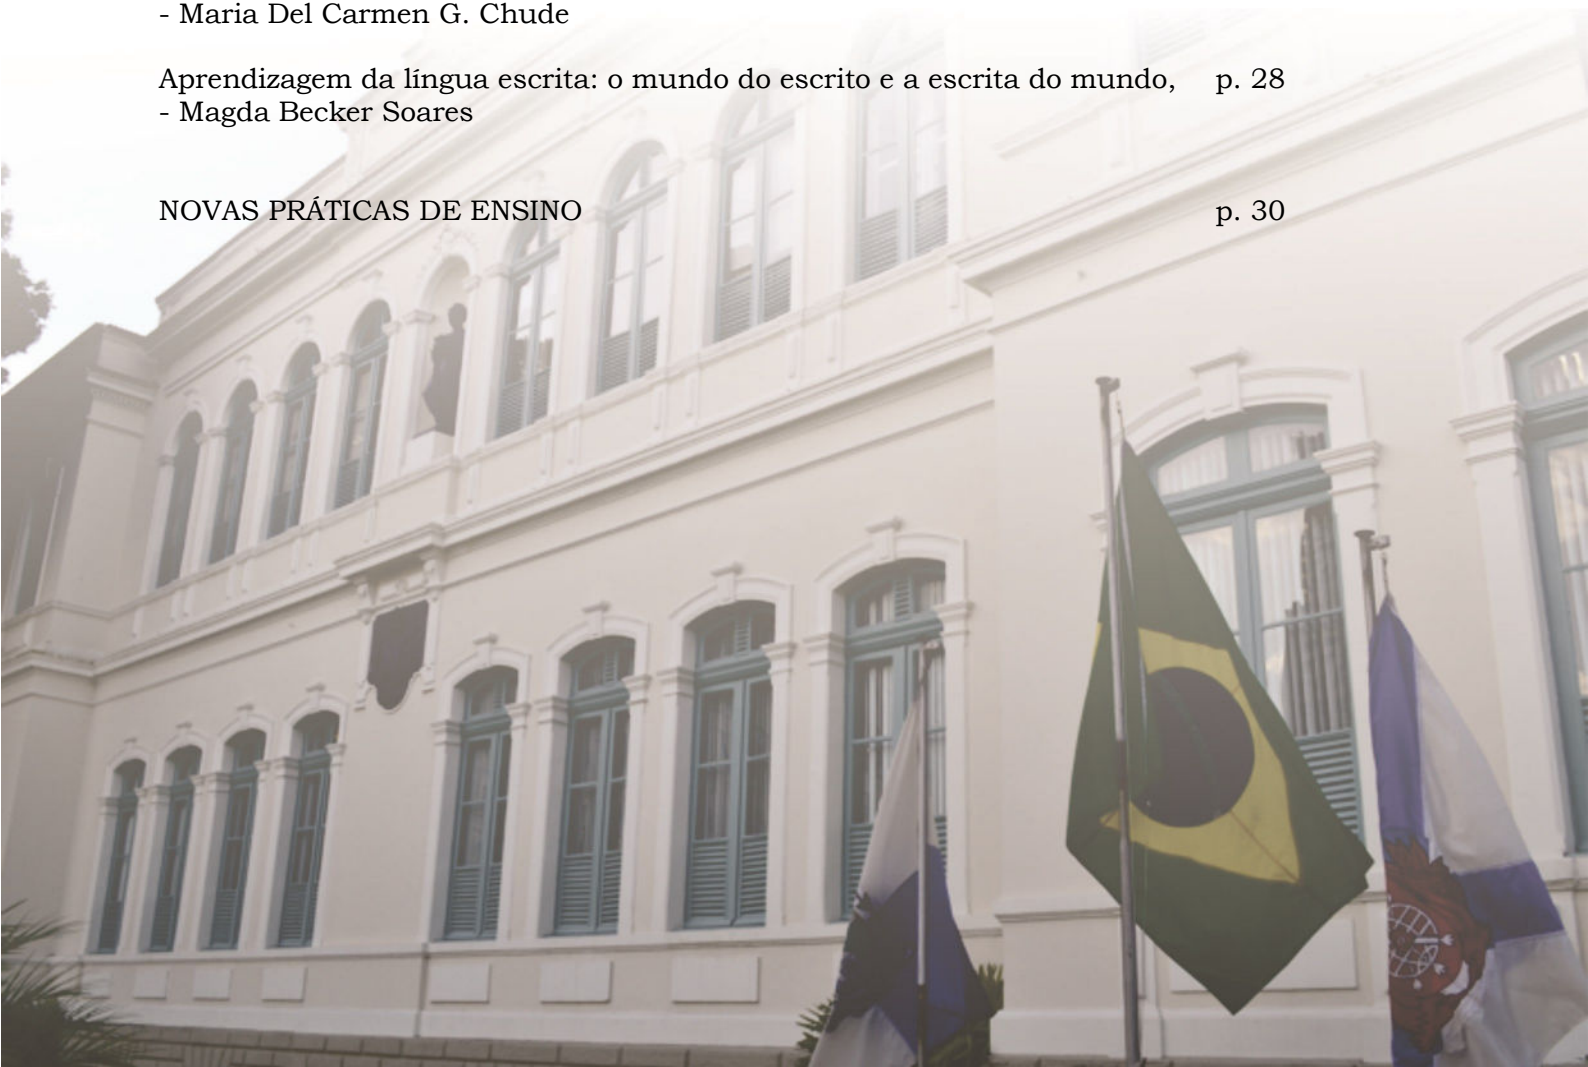 - Maria Del Carmen G. Chude
Aprendizagem da língua escrita: o mundo do escrito e a escrita do mundo, p. 28
- Magda Becker Soares
NOVAS PRÁTICAS DE ENSINO p. 30